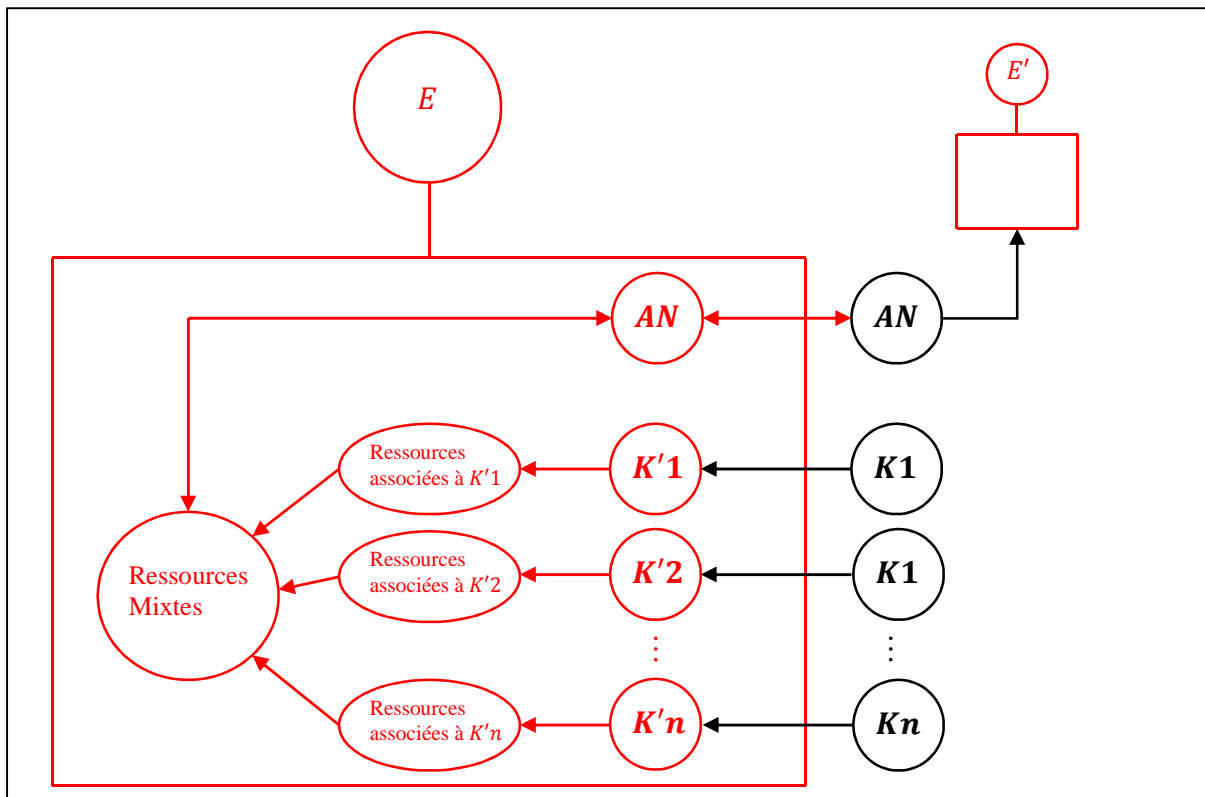 E
E'
AN
AN
Ressources
associées à K'1
K'1
K1
Ressources
associées à K'2
K'2
K1
Ressources
Mixtes
⋮
⋮
Ressources
associées à K'n
K'n
Kn